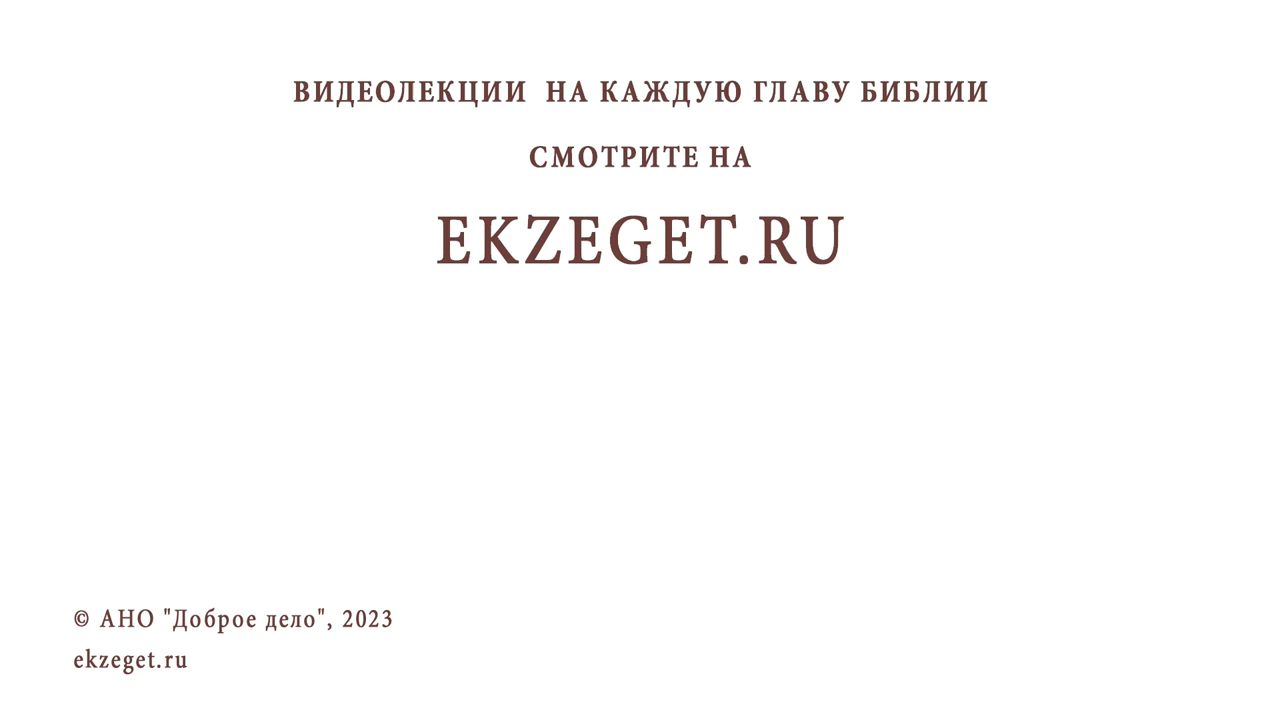 ВИДЕОЛЕКЦИИ НА КАЖДУЮ ГЛАВУ БИБЛИИ
СМОТРИТЕ НА
EKZEGET.RU
© АНО "Доброе дело", 2023
ekzeget.ru